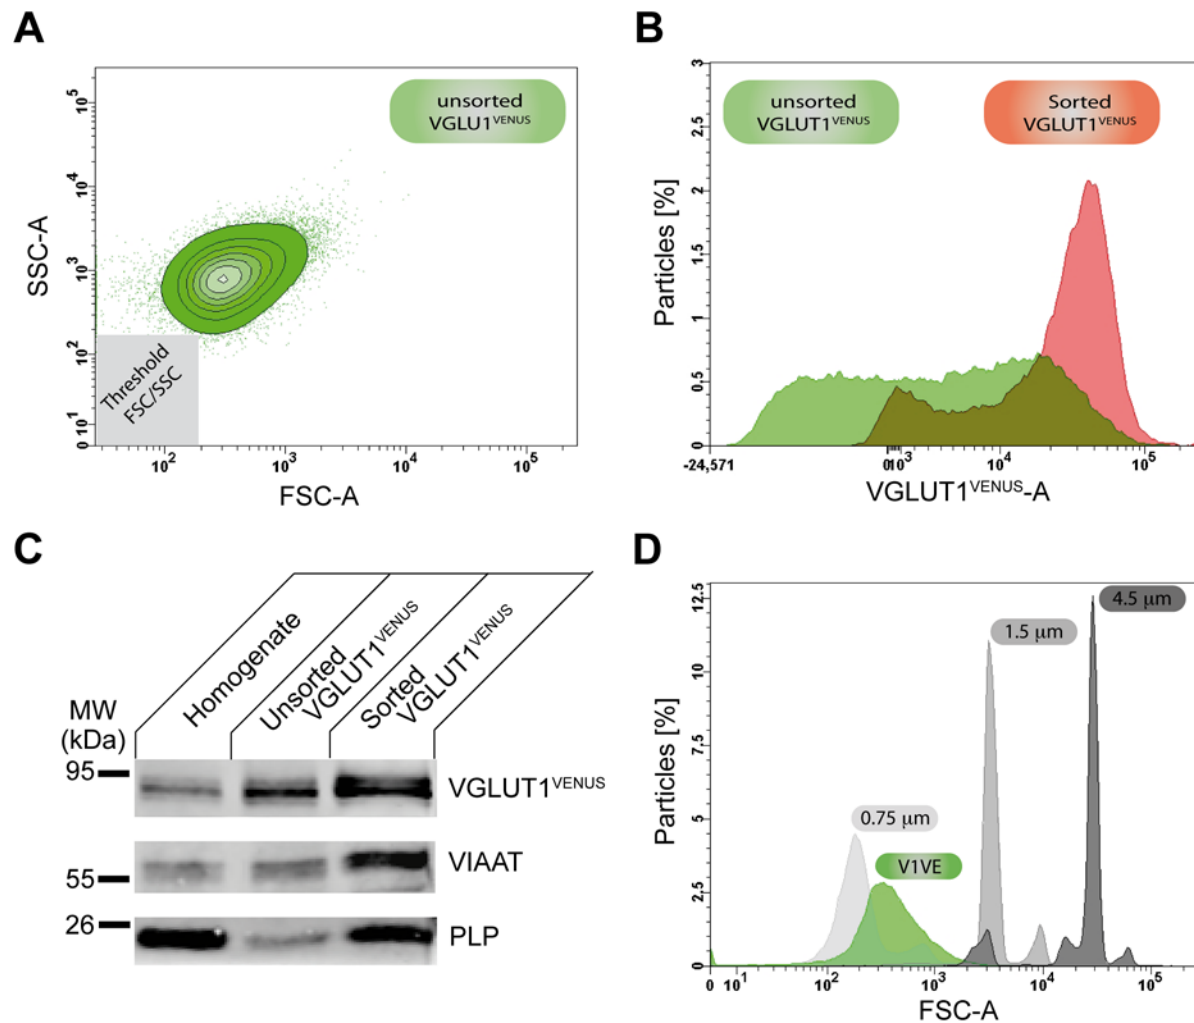 A
unsorted
VGLU1VENUS
SSC-A
10^5
10^4
10^3
10^2
10^1
0
Threshold
FSC/SSC
10^2
10^3
10^4
10^5
FSC-A
B
unsorted
VGLUT1VENUS
Sorted
VGLUT1VENUS
Particles [%]
3
2.5
2
1.5
1
0.5
0
-24,571
0
10^3
10^4
10^5
VGLUT1VENUS-A
C
Homogenate
Unsorted
VGLUT1VENUS
Sorted
VGLUT1VENUS
MW
(kDa)
95
VGLUT1VENUS
55
VIAAT
26
PLP
D
4.5 µm
1.5 µm
0.75 µm
V1VE
Particles [%]
12.5
10
7.5
5
2.5
0
0
10^1
10^2
10^3
10^4
10^5
FSC-A